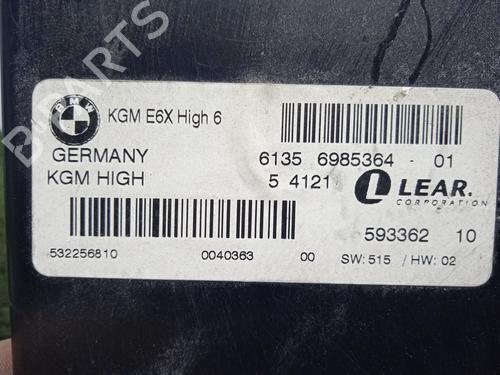 BMW
KGM E6X High 6
GERMANY
KGM HIGH
6135 6985364 - 01
5 4121
LEAR.
CORPORATION
593362 10
532256810 0040363 00 SW: 515 / HW: 02
B-PARTS